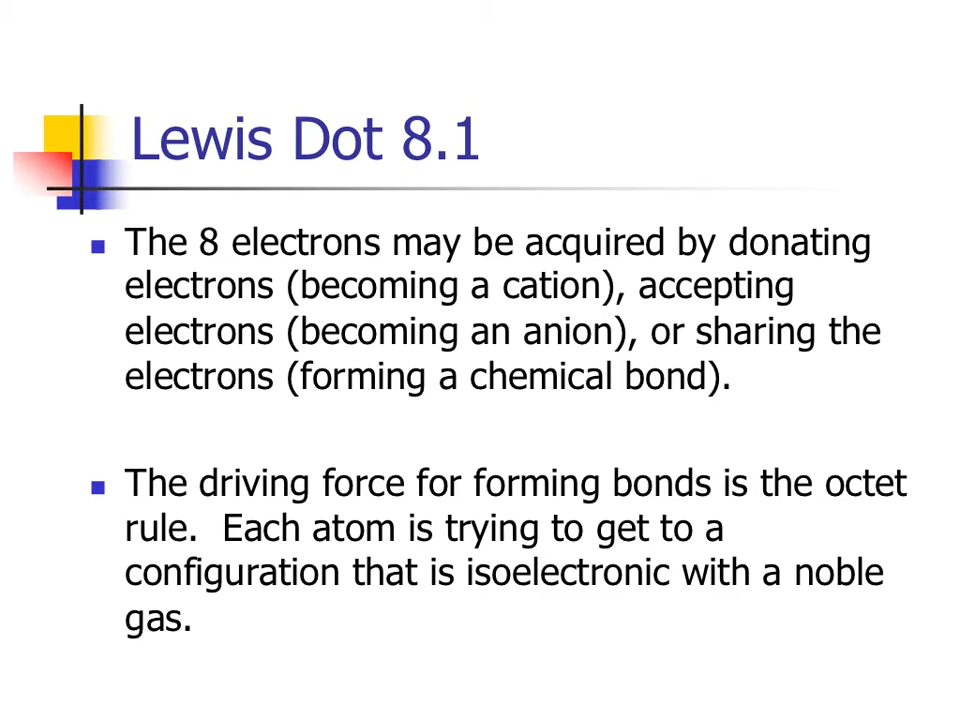 Lewis Dot 8.1
The 8 electrons may be acquired by donating
electrons (becoming a cation), accepting
electrons (becoming an anion), or sharing the
electrons (forming a chemical bond).
The driving force for forming bonds is the octet
rule.  Each atom is trying to get to a
configuration that is isoelectronic with a noble
gas.